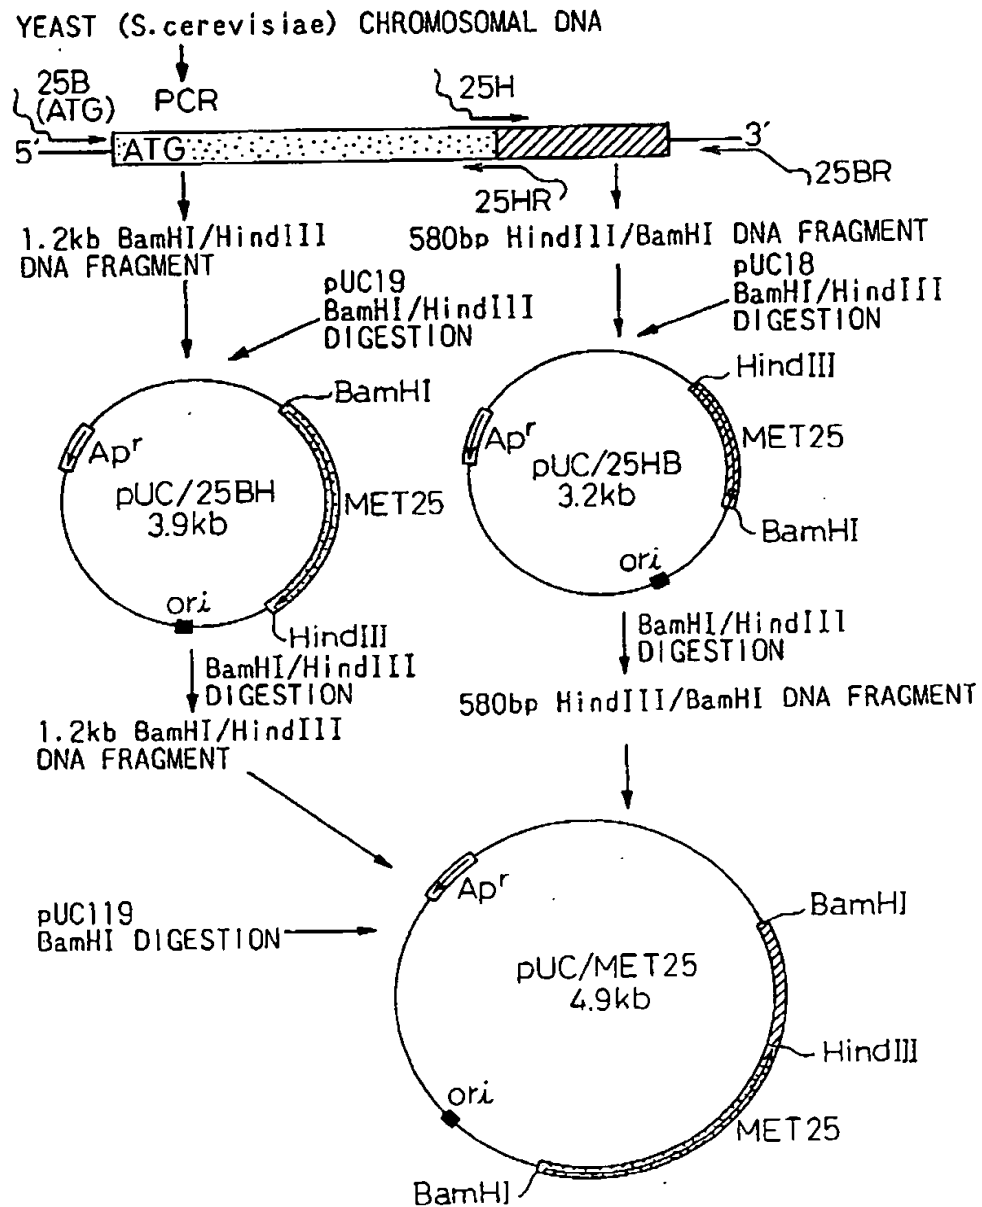 YEAST (S.cerevisiae) CHROMOSOMAL DNA
25B
(ATG)
PCR
25H
5′
ATG
3′
25HR
25BR
1.2kb BamHI/HindIII
DNA FRAGMENT
580bp HindIII/BamHI DNA FRAGMENT
pUC19
BamHI/HindIII
DIGESTION
pUC18
BamHI/HindIII
DIGESTION
BamHI
Apr
pUC/25BH
3.9kb
MET25
ori
HindIII
HindIII
Apr
pUC/25HB
3.2kb
MET25
BamHI
ori
BamHI/HindIII
DIGESTION
BamHI/HindIII
DIGESTION
1.2kb BamHI/HindIII
DNA FRAGMENT
580bp HindIII/BamHI DNA FRAGMENT
pUC119
BamHI DIGESTION
Apr
BamHI
pUC/MET25
4.9kb
HindIII
ori
MET25
BamHI